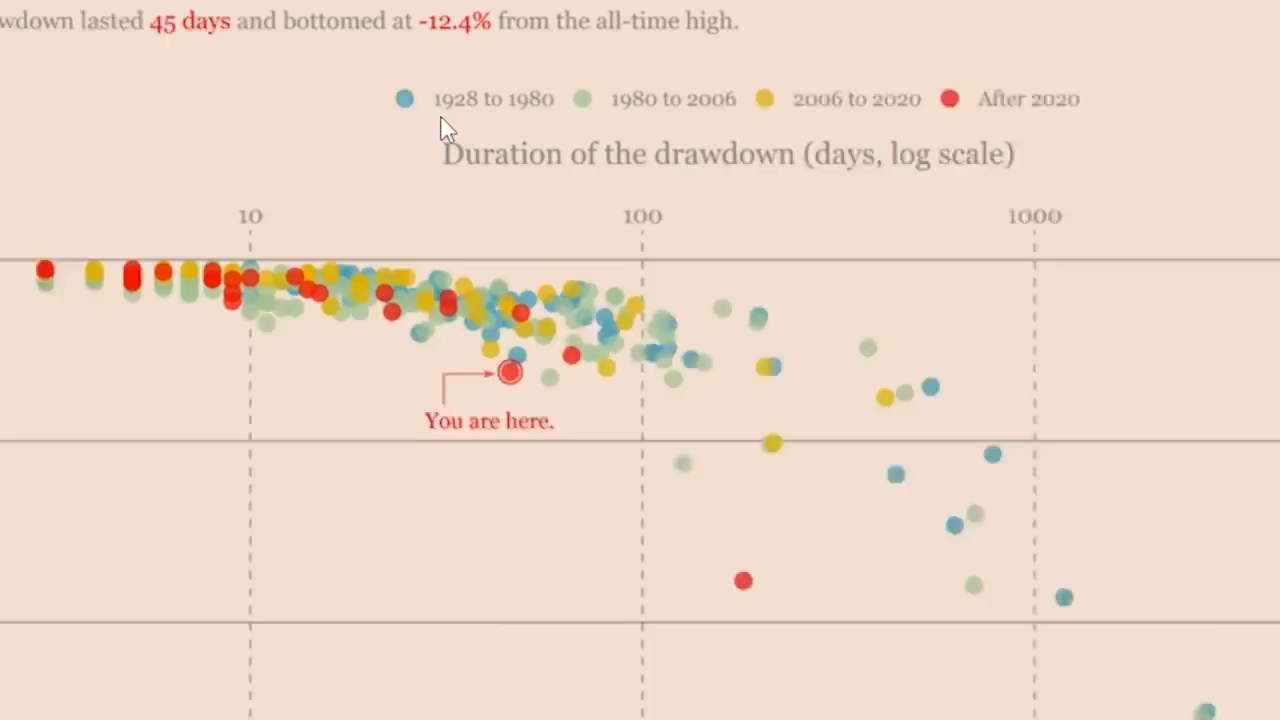 wdown lasted 45 days and bottomed at -12.4% from the all-time high.
1928 to 1980 1980 to 2006 2006 to 2020 After 2020
Duration of the drawdown (days, log scale)
10 100 1000
You are here.